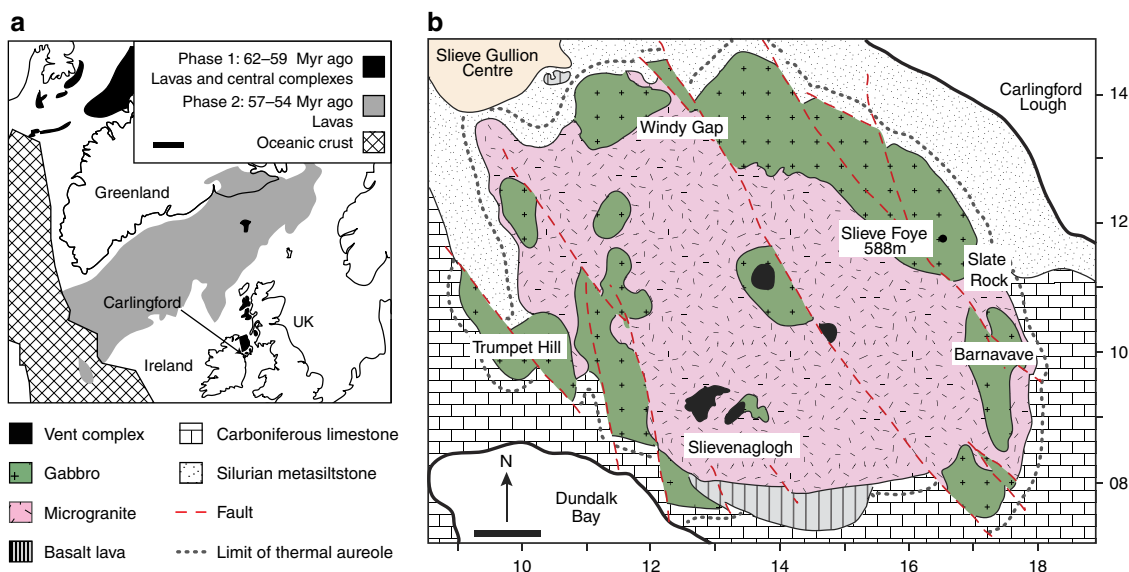 a
Phase 1: 62–59 Myr ago
Lavas and central complexes
Phase 2: 57–54 Myr ago
Lavas
Oceanic crust
Greenland
Carlingford
UK
Ireland
Vent complex
Gabbro
Microgranite
Basalt lava
Carboniferous limestone
Silurian metasiltstone
Fault
Limit of thermal aureole
b
Slieve Gullion
Centre
Carlingford
Lough
Windy Gap
Slieve Foye
588m
Slate
Rock
Trumpet Hill
Barnavave
Slievenaglogh
N
Dundalk
Bay
14
12
10
08
10
12
14
16
18